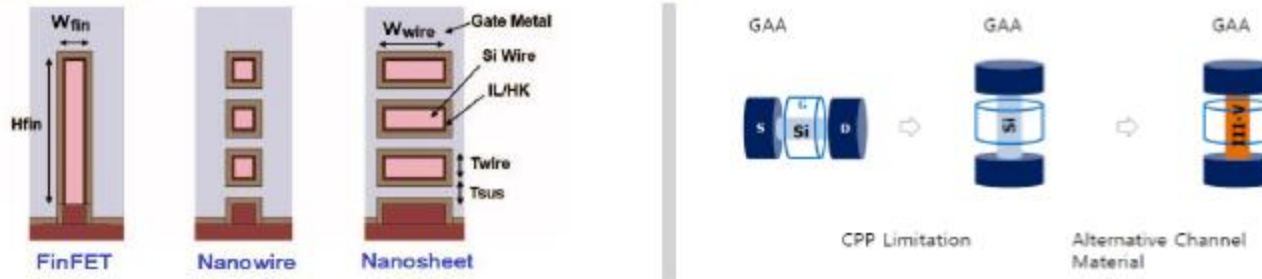 Wfin
Hfin
FinFET
Nanowire
Wwire
Gate Metal
Si Wire
IL/HK
Twire
Tsus
Nanosheet
GAA
GAA
GAA
S
G
Si
D
Si
III-V
CPP Limitation
Alternative Channel
Material